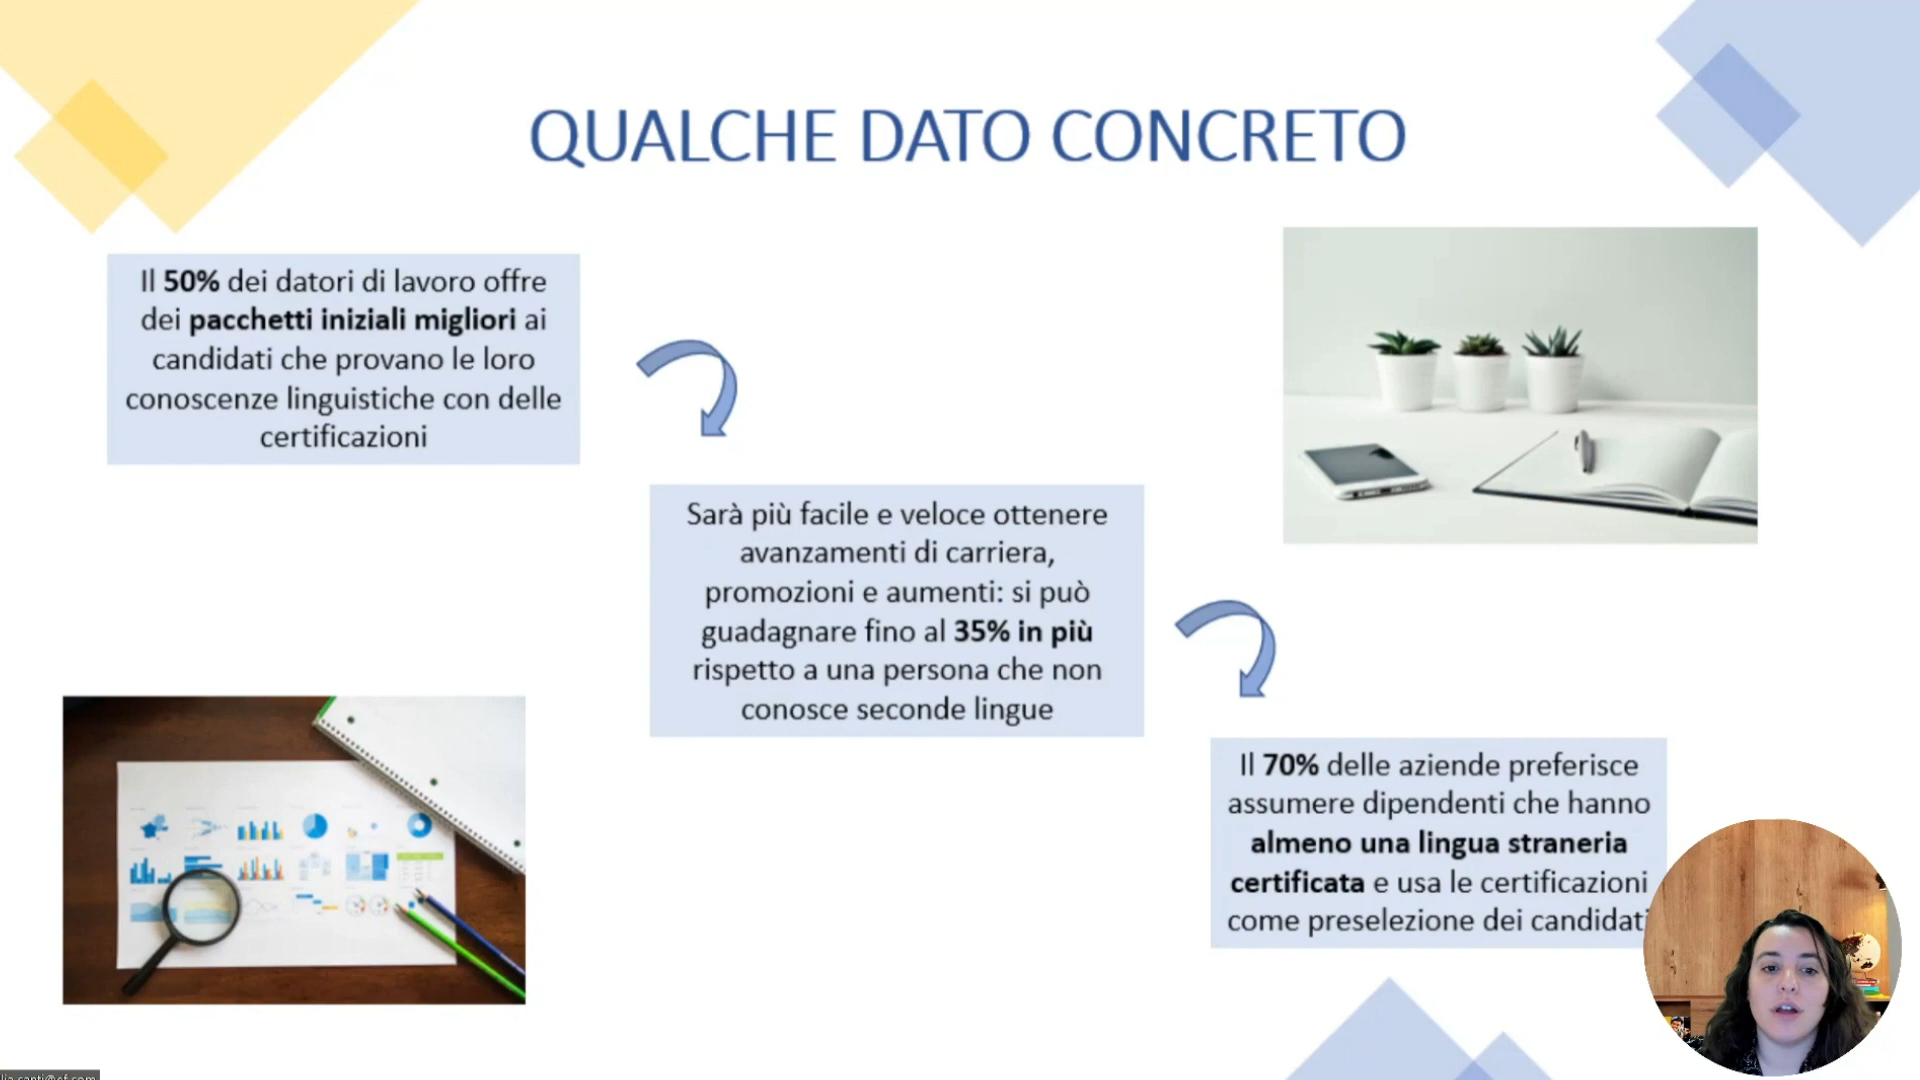 QUALCHE DATO CONCRETO
Il 50% dei datori di lavoro offre
dei pacchetti iniziali migliori ai
candidati che provano le loro
conoscenze linguistiche con delle
certificazioni
Sarà più facile e veloce ottenere
avanzamenti di carriera,
promozioni e aumenti: si può
guadagnare fino al 35% in più
rispetto a una persona che non
conosce seconde lingue
Il 70% delle aziende preferisce
assumere dipendenti che hanno
almeno una lingua straneria
certificata e usa le certificazioni
come preselezione dei candidati